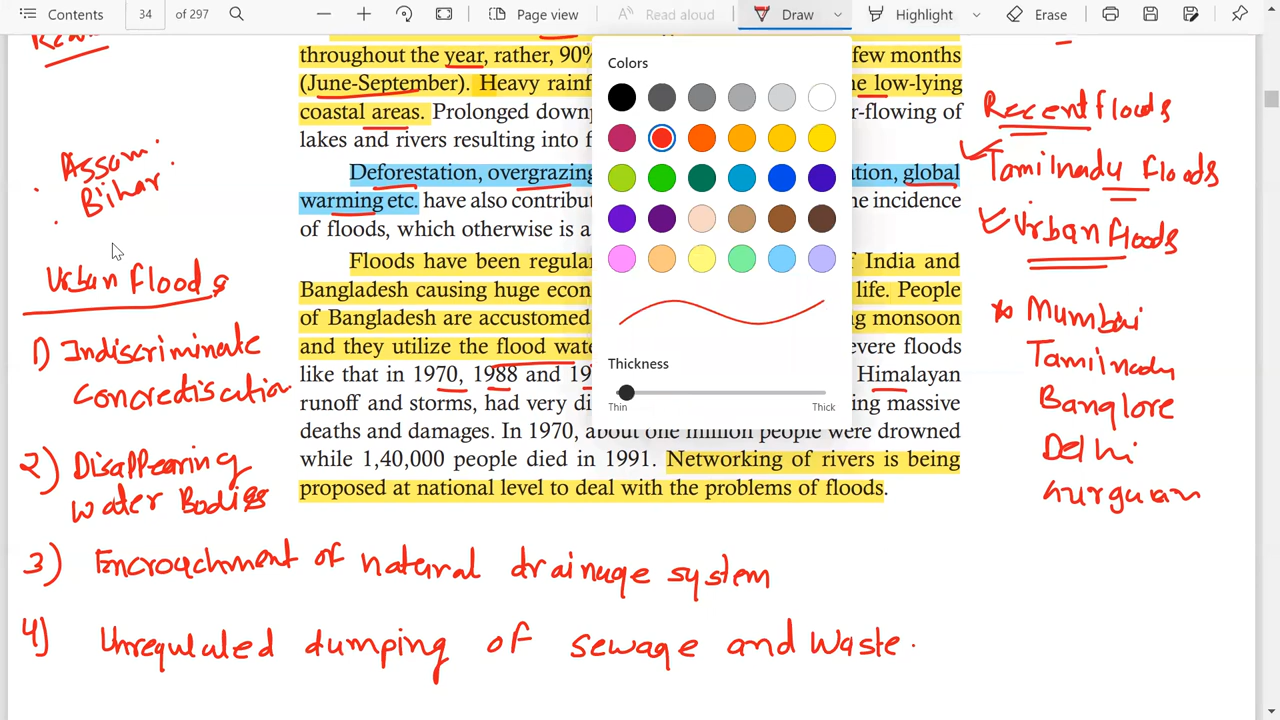 Contents 34 of 297 Page view Read aloud Draw Highlight Erase
throughout the year, rather, 90% few months
(June-September). Heavy rainf e low-lying
coastal areas. Prolonged downp r-flowing of
lakes and rivers resulting into f
Deforestation, overgrazing tion, global
warming etc. have also contribut e incidence
of floods, which otherwise is a
Floods have been regular f India and
Bangladesh causing huge econ life. People
of Bangladesh are accustomed ng monsoon
and they utilize the flood wate evere floods
like that in 1970, 1988 and 19 Himalayan
runoff and storms, had very di ing massive
deaths and damages. In 1970, about one million people were drowned
while 1,40,000 people died in 1991. Networking of rivers is being
proposed at national level to deal with the problems of floods.
Colors
Thickness
Thin Thick
Assam
Bihar
Urban Floods
1) Indiscriminate
concretisation
2) Disappearing
water Bodies
3) Encroachment of natural drainage system
4) Unregulated dumping of sewage and waste.
Recent floods
Tamilnadu Floods
Urban floods
* Mumbai
Tamilnadu
Banglore
Delhi
Gurguan